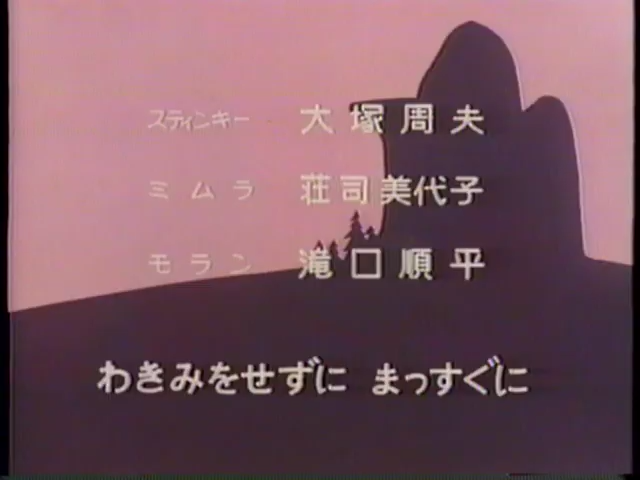 スティンキー 大塚周夫
ミムラ 荘司美代子
モラン 滝口順平
わきみをせずに まっすぐに